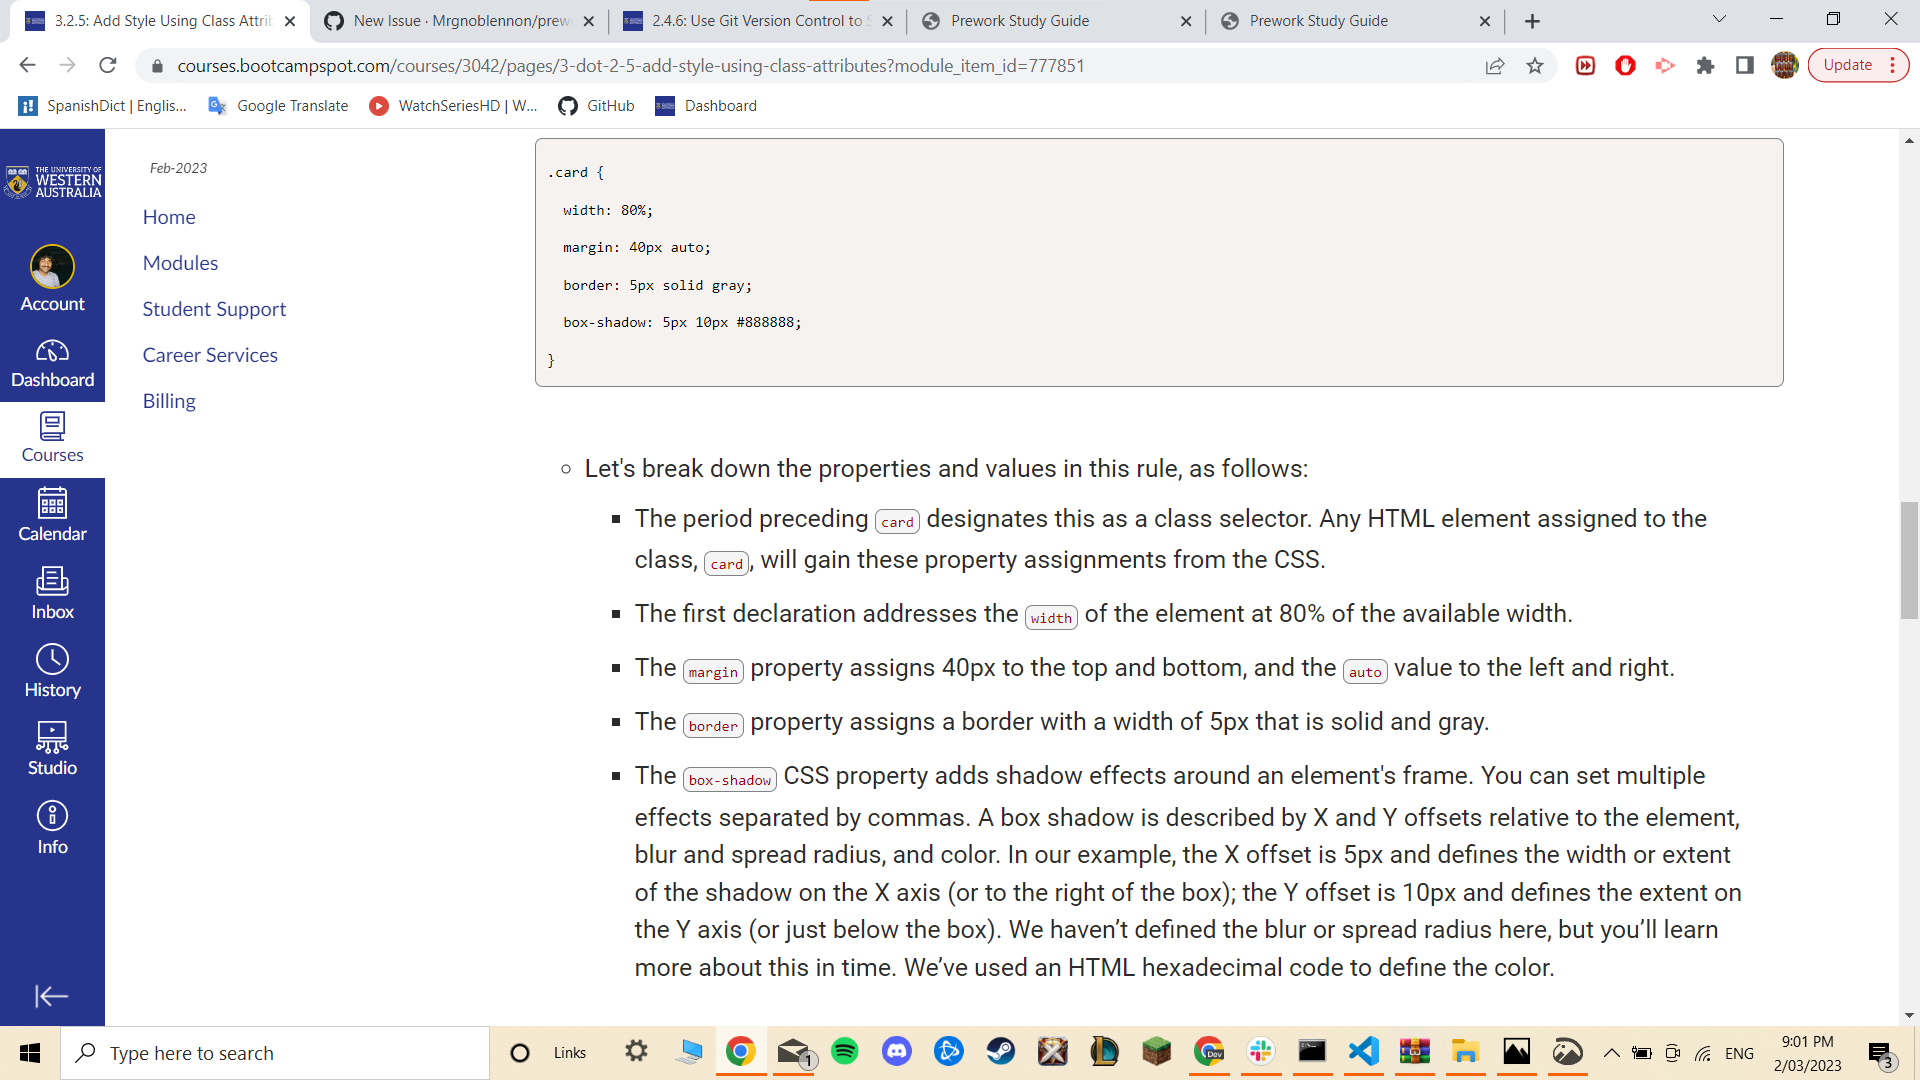 3.2.5: Add Style Using Class Attrib
New Issue · Mrgnoblennon/prewo
2.4.6: Use Git Version Control to S
Prework Study Guide
Prework Study Guide
courses.bootcampspot.com/courses/3042/pages/3-dot-2-5-add-style-using-class-attributes?module_item_id=777851
Update
SpanishDict | Englis...
Google Translate
WatchSeriesHD | W...
GitHub
Dashboard
THE UNIVERSITY OF
WESTERN
AUSTRALIA
Account
Dashboard
Courses
Calendar
Inbox
History
Studio
Info
Feb-2023
Home
Modules
Student Support
Career Services
Billing
.card {
width: 80%;
margin: 40px auto;
border: 5px solid gray;
box-shadow: 5px 10px #888888;
}
Let's break down the properties and values in this rule, as follows:
The period preceding card designates this as a class selector. Any HTML element assigned to the
class, card, will gain these property assignments from the CSS.
The first declaration addresses the width of the element at 80% of the available width.
The margin property assigns 40px to the top and bottom, and the auto value to the left and right.
The border property assigns a border with a width of 5px that is solid and gray.
The box-shadow CSS property adds shadow effects around an element's frame. You can set multiple
effects separated by commas. A box shadow is described by X and Y offsets relative to the element,
blur and spread radius, and color. In our example, the X offset is 5px and defines the width or extent
of the shadow on the X axis (or to the right of the box); the Y offset is 10px and defines the extent on
the Y axis (or just below the box). We haven’t defined the blur or spread radius here, but you’ll learn
more about this in time. We’ve used an HTML hexadecimal code to define the color.
Type here to search
Links
1
Dev
ENG
9:01 PM
2/03/2023
3